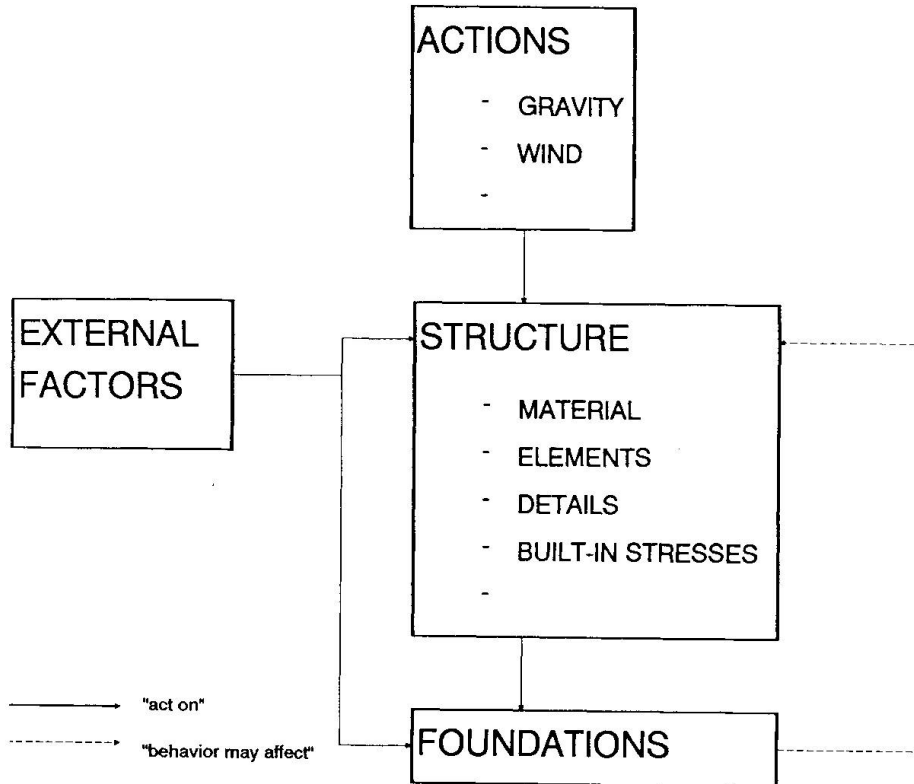 ACTIONS
- GRAVITY
- WIND
-
EXTERNAL
FACTORS
STRUCTURE
- MATERIAL
- ELEMENTS
- DETAILS
- BUILT-IN STRESSES
-
"act on"
"behavior may affect"
FOUNDATIONS